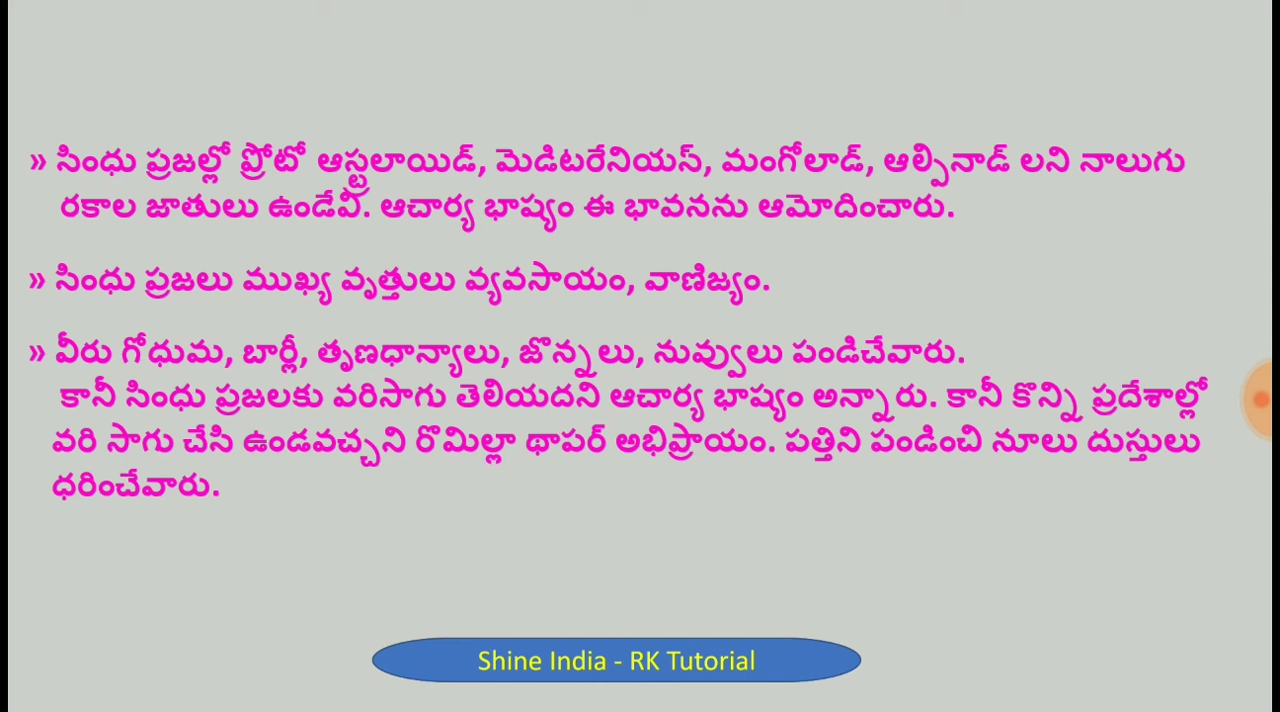 » సింధు ప్రజల్లో ప్రోటో ఆస్ట్రలాయిడ్, మెడిటరేనియస్, మంగోలాడ్, ఆల్పినాడ్ లని నాలుగు
రకాల జాతులు ఉండేవి. ఆచార్య భాష్యం ఈ భావనను ఆమోదించారు.
» సింధు ప్రజలు ముఖ్య వృత్తులు వ్యవసాయం, వాణిజ్యం.
» వీరు గోధుమ, బార్లీ, తృణధాన్యాలు, జొన్నలు, నువ్వులు పండిచేవారు.
కానీ సింధు ప్రజలకు వరిసాగు తెలియదని ఆచార్య భాష్యం అన్నారు. కానీ కొన్ని ప్రదేశాల్లో
వరి సాగు చేసి ఉండవచ్చని రొమిల్లా థాపర్ అభిప్రాయం. పత్తిని పండించి నూలు దుస్తులు
ధరించేవారు.
Shine India - RK Tutorial